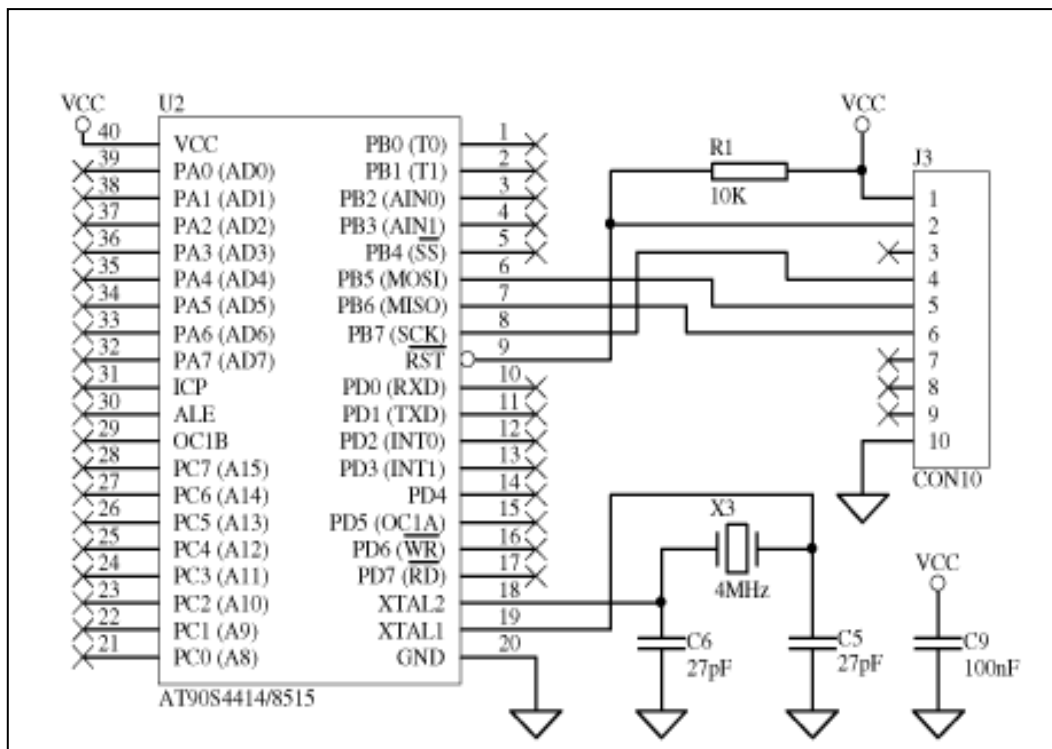 VCC
U2
40 VCC PB0 (T0) 1
39 PA0 (AD0) PB1 (T1) 2
38 PA1 (AD1) PB2 (AIN0) 3
37 PA2 (AD2) PB3 (AIN1) 4
36 PA3 (AD3) PB4 (SS) 5
35 PA4 (AD4) PB5 (MOSI) 6
34 PA5 (AD5) PB6 (MISO) 7
33 PA6 (AD6) PB7 (SCK) 8
32 PA7 (AD7) RST 9
31 ICP PD0 (RXD) 10
30 ALE PD1 (TXD) 11
29 OC1B PD2 (INT0) 12
28 PC7 (A15) PD3 (INT1) 13
27 PC6 (A14) PD4 14
26 PC5 (A13) PD5 (OC1A) 15
25 PC4 (A12) PD6 (WR) 16
24 PC3 (A11) PD7 (RD) 17
23 PC2 (A10) XTAL2 18
22 PC1 (A9) XTAL1 19
21 PC0 (A8) GND 20
AT90S4414/8515
VCC
R1
10K
J3
1
2
3
4
5
6
7
8
9
10
CON10
X3
4MHz
C6
27pF
C5
27pF
VCC
C9
100nF